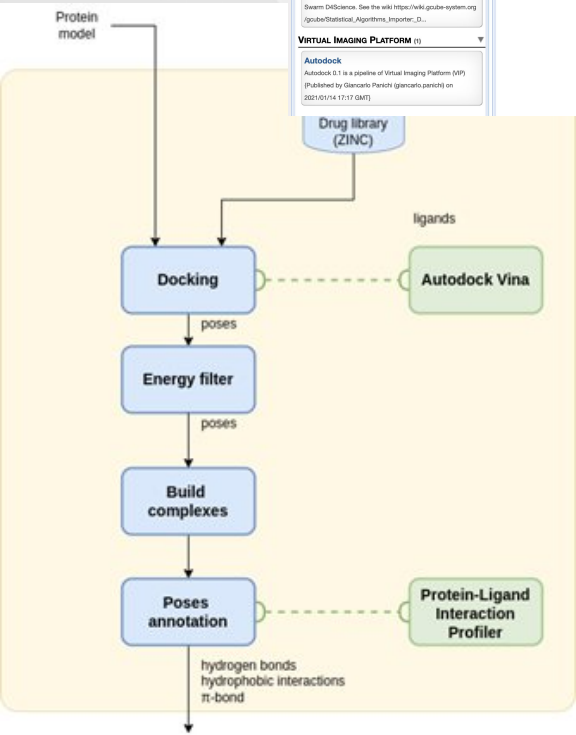 Protein
model
Swarm D4Science. See the wiki https://wiki.gcube-system.org
/gcube/Statistical_Algorithms_Importer:_D...
VIRTUAL IMAGING PLATFORM (1)
Autodock
Autodock 0.1 is a pipeline of Virtual Imaging Platform (VIP)
{Published by Giancarlo Panichi (giancarlo.panichi) on
2021/01/14 17:17 GMT}
Drug library
(ZINC)
ligands
Docking
Autodock Vina
poses
Energy filter
poses
Build
complexes
Poses
annotation
Protein-Ligand
Interaction
Profiler
hydrogen bonds
hydrophobic interactions
π-bond